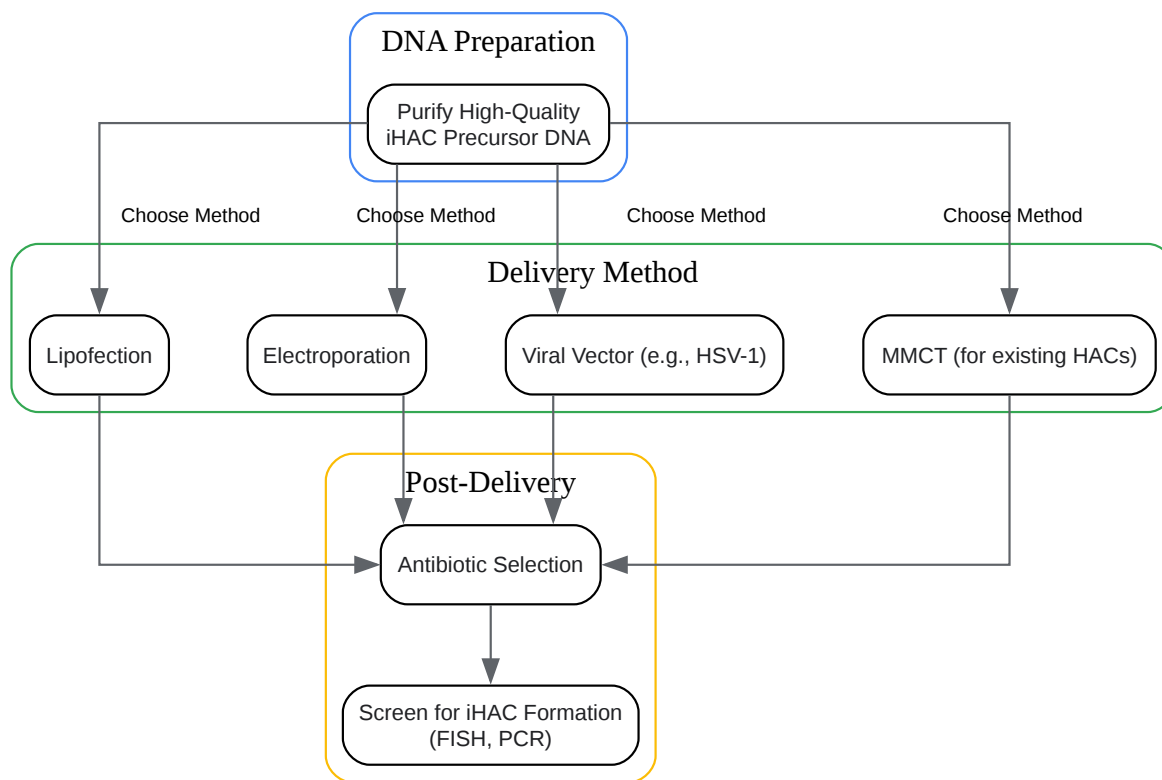 DNA Preparation
Purify High-Quality
iHAC Precursor DNA
Choose Method
Choose Method
Choose Method
Choose Method
Delivery Method
Lipofection
Electroporation
Viral Vector (e.g., HSV-1)
MMCT (for existing HACs)
Post-Delivery
Antibiotic Selection
Screen for iHAC Formation
(FISH, PCR)